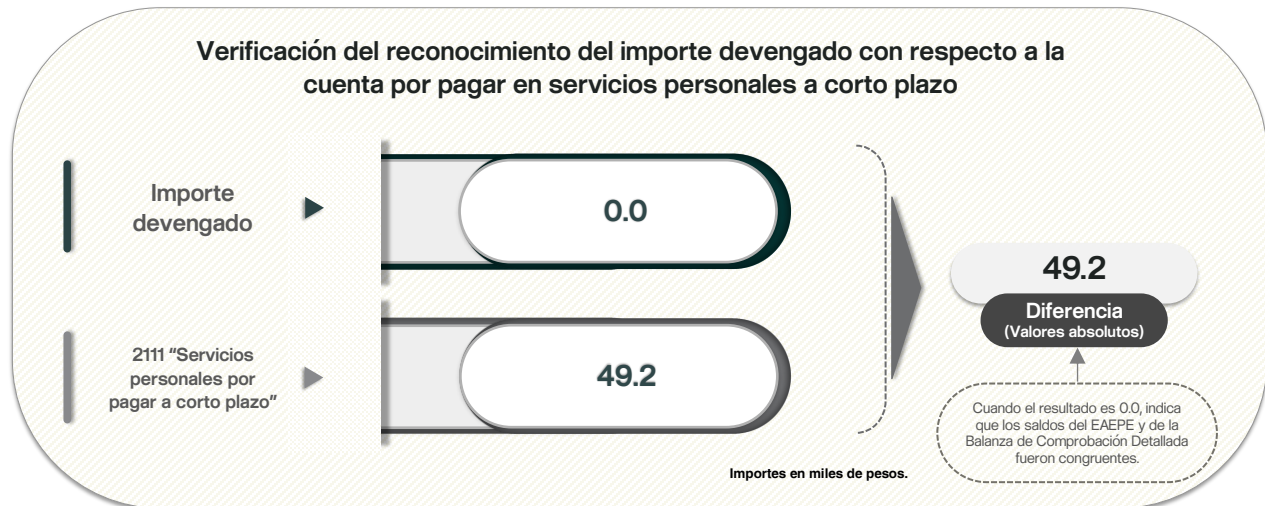 Verificación del reconocimiento del importe devengado con respecto a la
cuenta por pagar en servicios personales a corto plazo
Importe
devengado
0.0
2111 “Servicios
personales por
pagar a corto plazo”
49.2
49.2
Diferencia
(Valores absolutos)
Cuando el resultado es 0.0, indica
que los saldos del EAEPE y de la
Balanza de Comprobación Detallada
fueron congruentes.
Importes en miles de pesos.